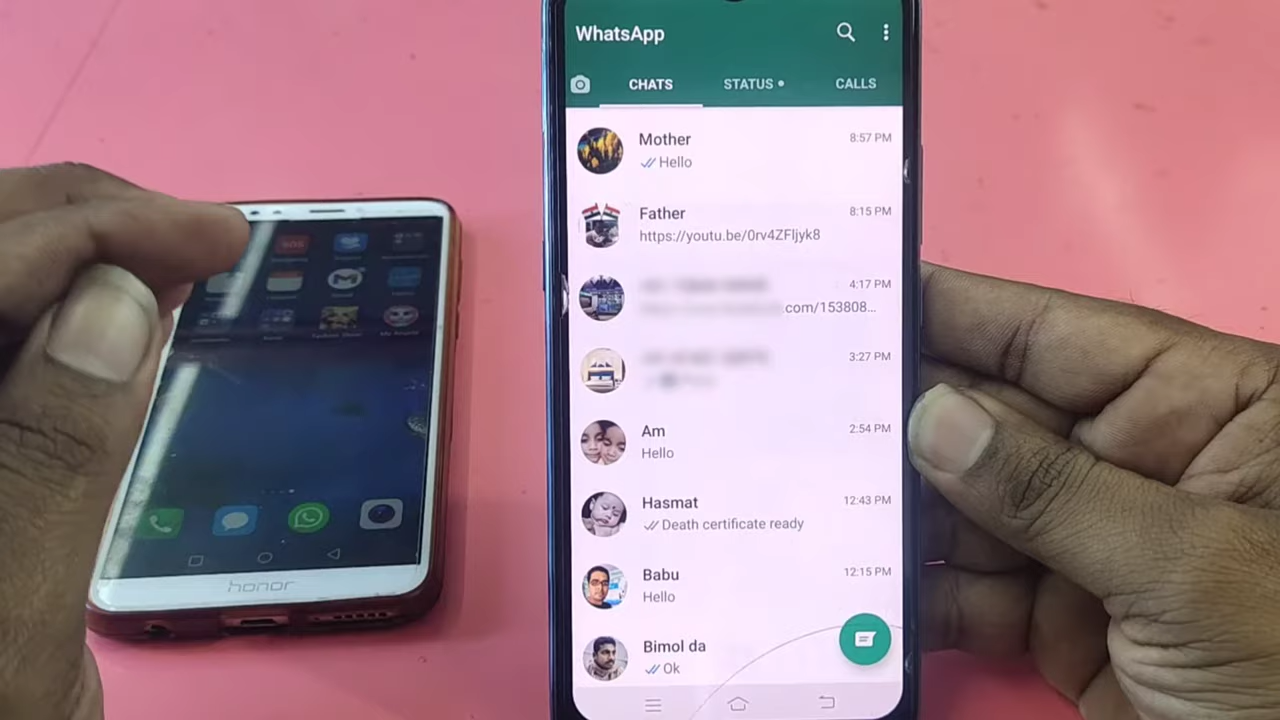 WhatsApp
CHATS
STATUS
CALLS
Mother
8:57 PM
Hello
Father
8:15 PM
https://youtu.be/0rv4ZFljyk8
4:17 PM
.com/153808...
3:27 PM
Am
2:54 PM
Hello
Hasmat
12:43 PM
Death certificate ready
Babu
12:15 PM
Hello
Bimol da
Ok
SOS
honor